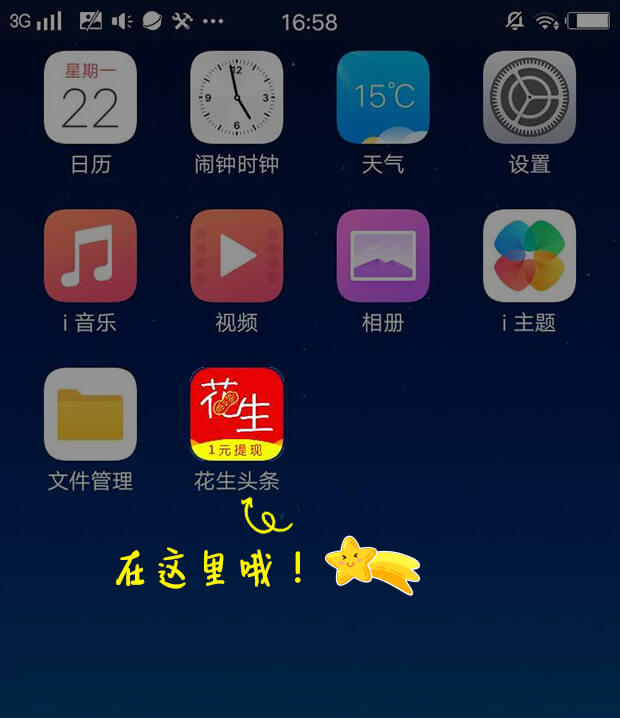 3G 16:58
星期一
22
12
9 3
6
15℃
日历 闹钟时钟 天气 设置
i 音乐 视频 相册 i 主题
花生
1元提现
文件管理 花生头条
在这里哦！